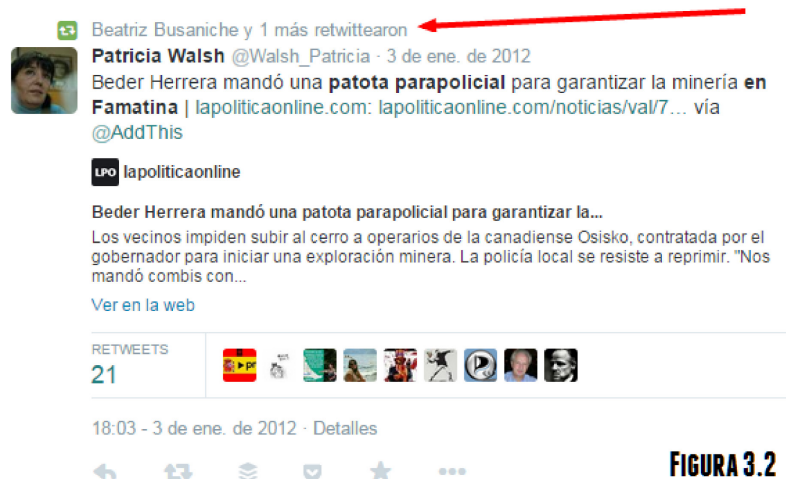 Beatriz Busaniche y 1 más retwittearon
Patricia Walsh @Walsh_Patricia · 3 de ene. de 2012
Beder Herrera mandó una patota parapolicial para garantizar la minería en
Famatina | lapoliticaonline.com: lapoliticaonline.com/noticias/val/7... vía
@AddThis
LPO lapoliticaonline
Beder Herrera mandó una patota parapolicial para garantizar la...
Los vecinos impiden subir al cerro a operarios de la canadiense Osisko, contratada por el
gobernador para iniciar una exploración minera. La policía local se resiste a reprimir. "Nos
mandó combis con...
Ver en la web
RETWEETS
21
18:03 - 3 de ene. de 2012 · Detalles
FIGURA 3.2